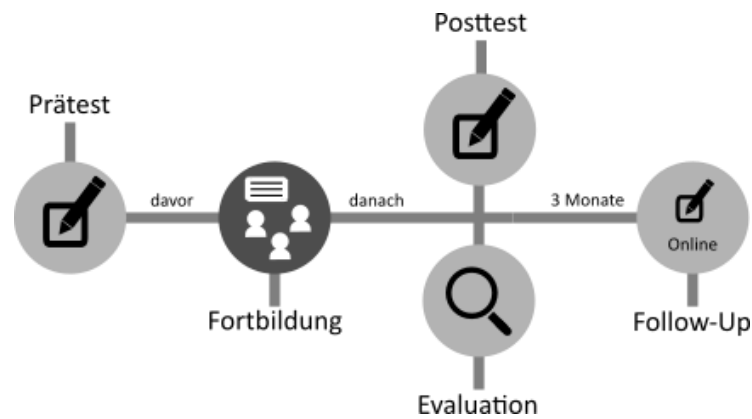 Posttest
Prätest
davor
danach
3 Monate
Online
Fortbildung
Follow-Up
Evaluation